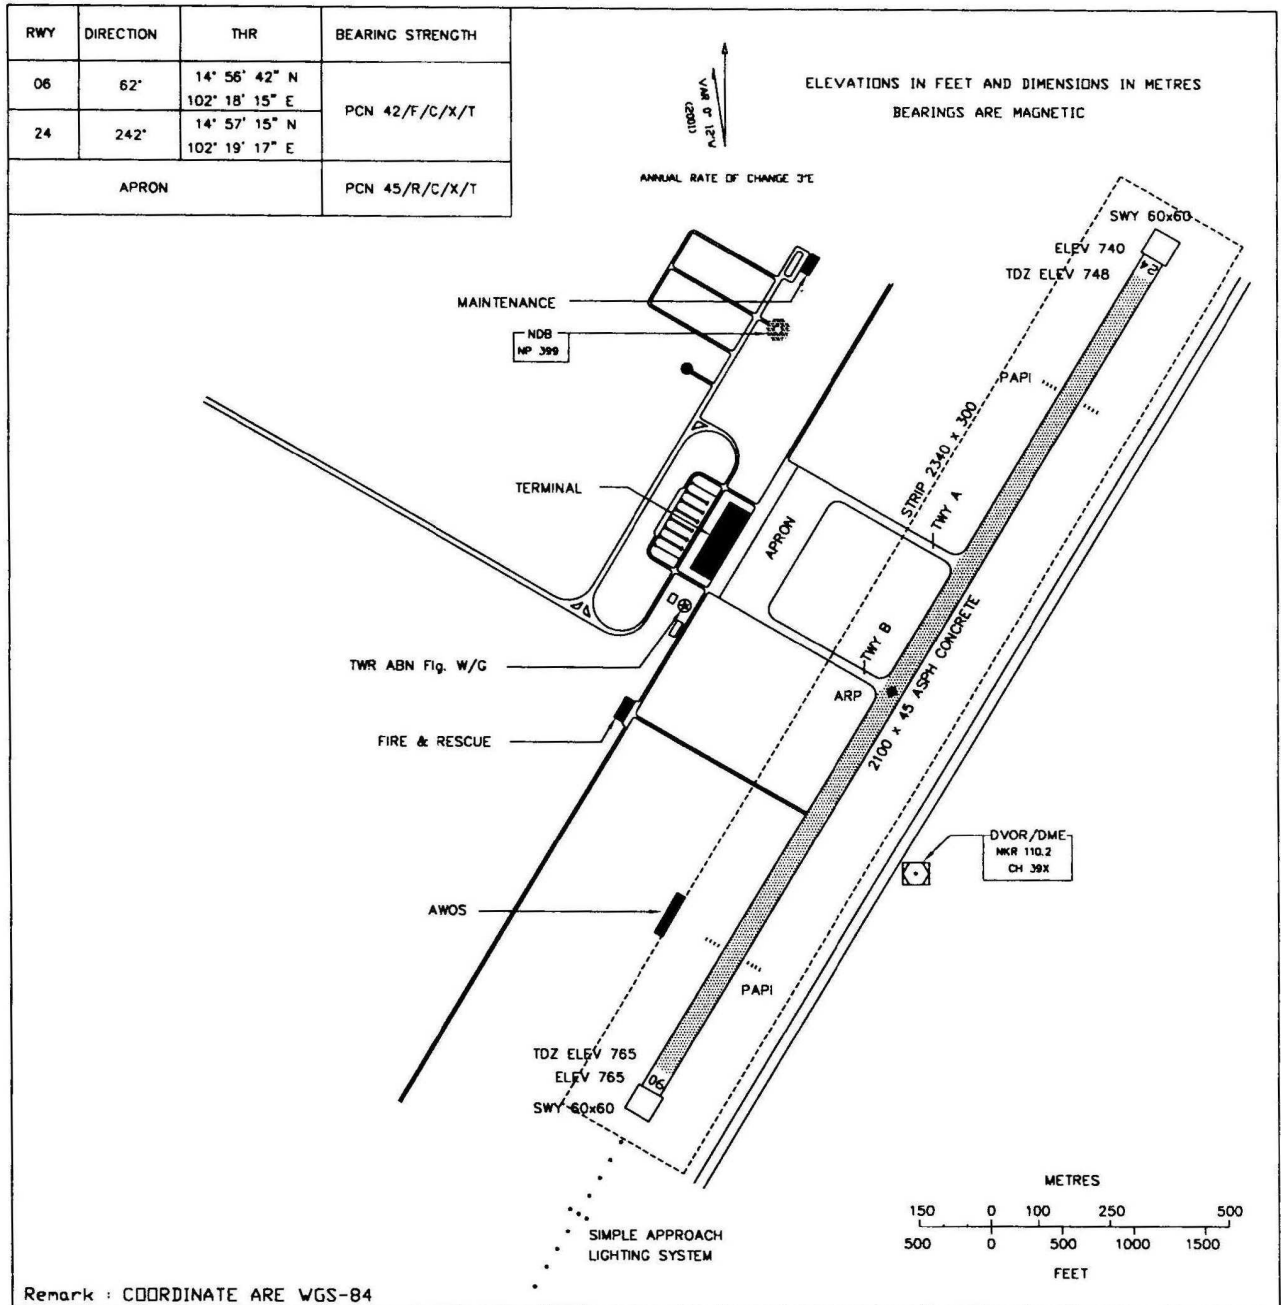 RWY DIRECTION THR BEARING STRENGTH
06 62° 14° 56' 42" N
102° 18' 15" E
PCN 42/F/C/X/T
24 242° 14° 57' 15" N
102° 19' 17" E
APRON PCN 45/R/C/X/T
VAR 0° 12'W
(2001)
ANNUAL RATE OF CHANGE 3'E
ELEVATIONS IN FEET AND DIMENSIONS IN METRES
BEARINGS ARE MAGNETIC
SWY 60x60
ELEV 740
TDZ ELEV 748
24
MAINTENANCE
NDB
NP 399
PAPI
STRIP 2340 x 300
TERMINAL
TWY A
APRON
TWY B
TWR ABN Flg. W/G
ARP
2100 x 45 ASPH CONCRETE
FIRE & RESCUE
DVOR/DME
NKR 110.2
CH 39X
AWOS
PAPI
TDZ ELEV 765
ELEV 765
06
SWY 60x60
SIMPLE APPROACH
LIGHTING SYSTEM
METRES
150 0 100 250 500
500 0 500 1000 1500
FEET
Remark : COORDINATE ARE WGS-84